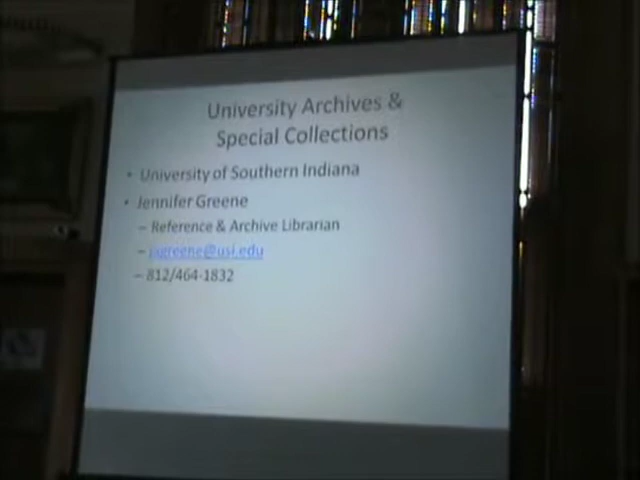 University Archives &
Special Collections
• University of Southern Indiana
• Jennifer Greene
– Reference & Archive Librarian
– 812/464-1832